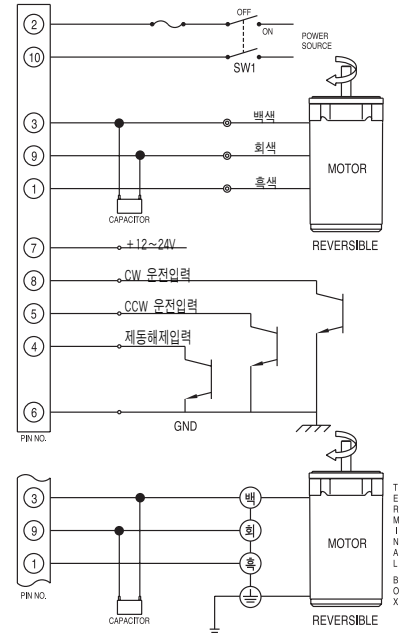 OFF
2
ON
POWER
SOURCE
10
SW1
3
백색
9
회색
MOTOR
1
흑색
CAPACITOR
REVERSIBLE
7
+12~24V
8
CW 운전입력
5
CCW 운전입력
4
제동해제입력
6
GND
PIN NO.
3
백
9
회
MOTOR
1
흑
TERMINAL BOX
PIN NO.
CAPACITOR
REVERSIBLE